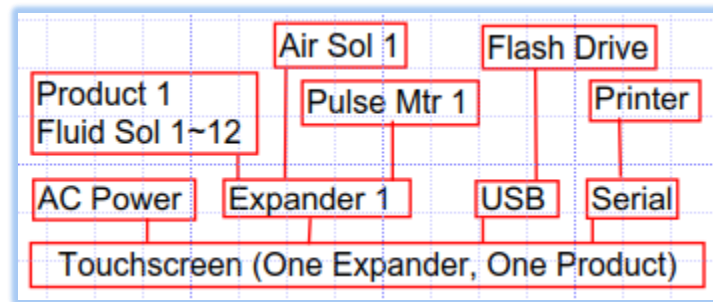 Air Sol 1
Flash Drive
Product 1
Fluid Sol 1~12
Pulse Mtr 1
Printer
AC Power
Expander 1
USB
Serial
Touchscreen (One Expander, One Product)